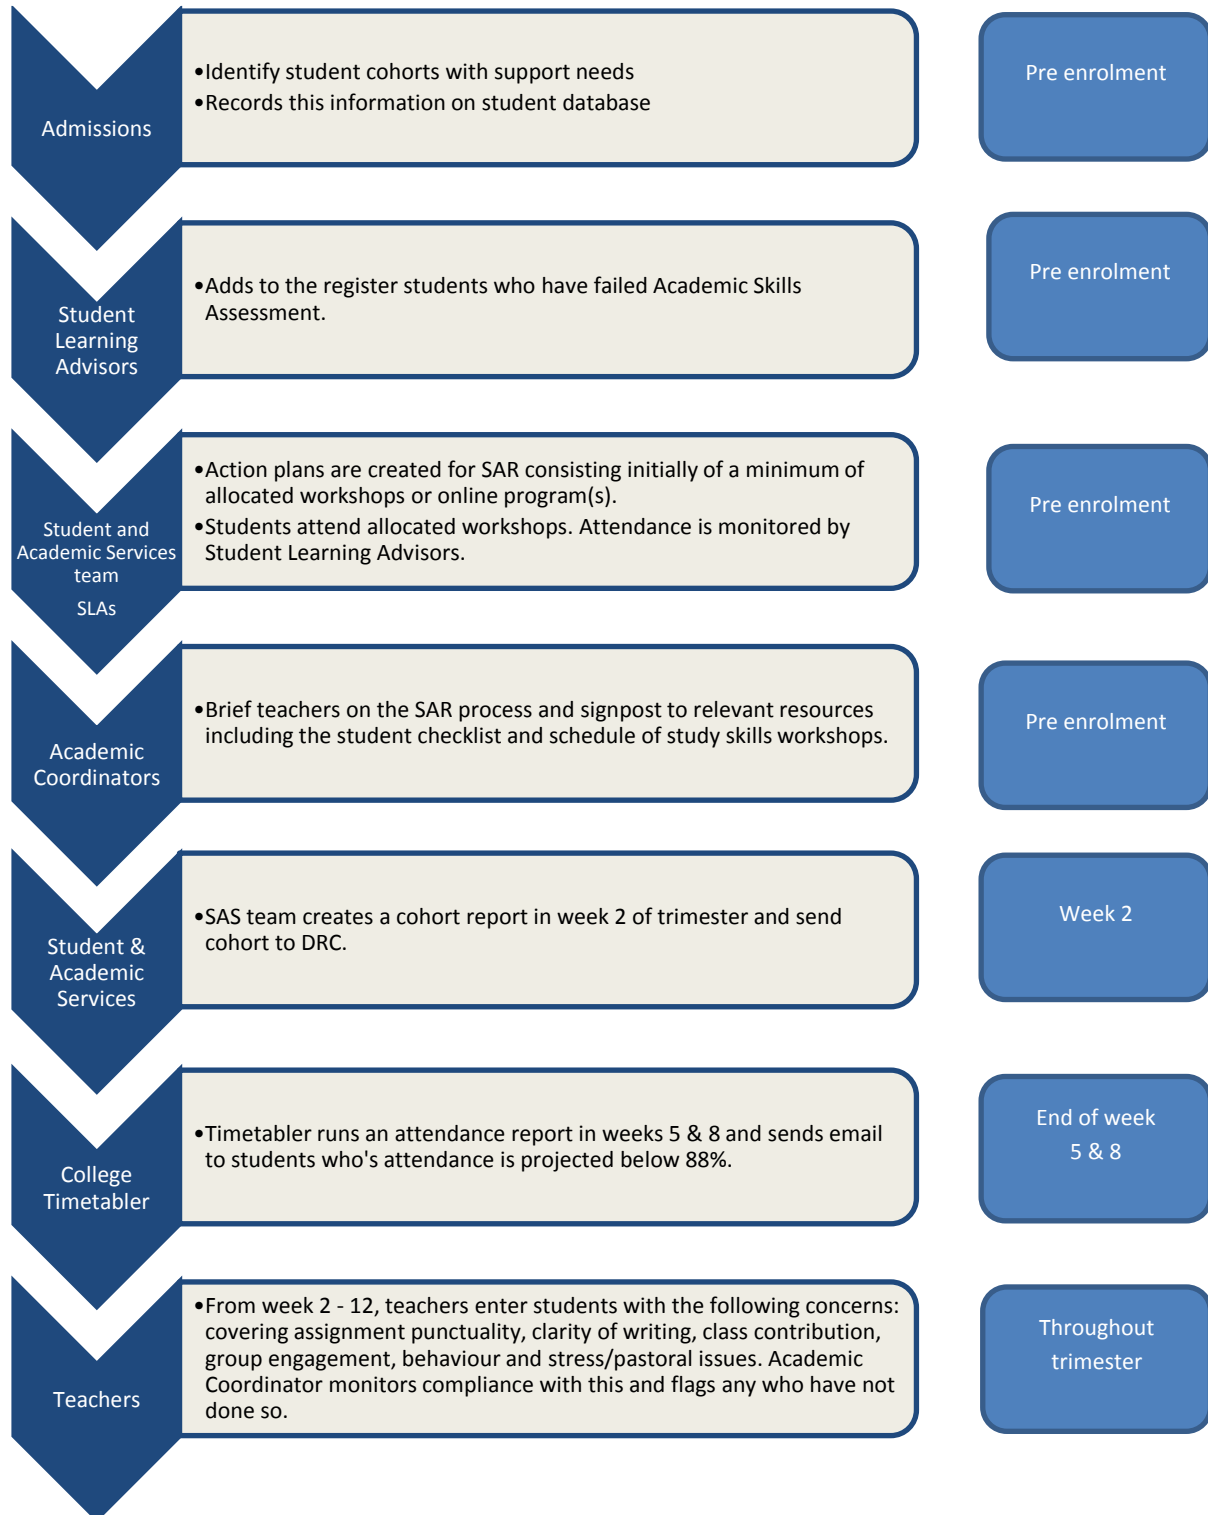 Admissions
•Identify student cohorts with support needs
•Records this information on student database
Pre enrolment
Student
Learning
Advisors
•Adds to the register students who have failed Academic Skills
Assessment.
Pre enrolment
Student and
Academic Services
team
SLAs
•Action plans are created for SAR consisting initially of a minimum of
allocated workshops or online program(s).
•Students attend allocated workshops. Attendance is monitored by
Student Learning Advisors.
Pre enrolment
Academic
Coordinators
•Brief teachers on the SAR process and signpost to relevant resources
including the student checklist and schedule of study skills workshops.
Pre enrolment
Student &
Academic
Services
•SAS team creates a cohort report in week 2 of trimester and send
cohort to DRC.
Week 2
College
Timetabler
•Timetabler runs an attendance report in weeks 5 & 8 and sends email
to students who's attendance is projected below 88%.
End of week
5 & 8
Teachers
•From week 2 - 12, teachers enter students with the following concerns:
covering assignment punctuality, clarity of writing, class contribution,
group engagement, behaviour and stress/pastoral issues. Academic
Coordinator monitors compliance with this and flags any who have not
done so.
Throughout
trimester